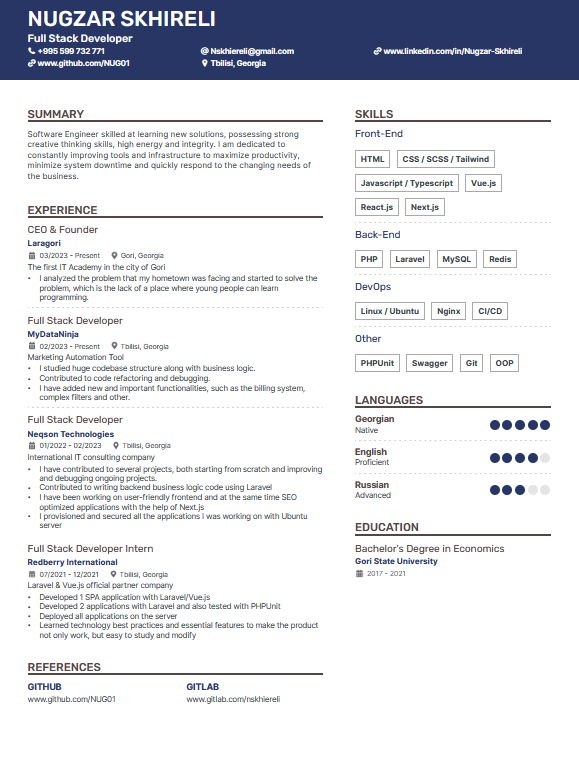 NUGZAR SKHIRELI
Full Stack Developer
+995 599 732 771
Nskhiereli@gmail.com
www.linkedin.com/in/Nugzar-Skhireli
www.github.com/NUG01
Tbilisi, Georgia
SUMMARY
Software Engineer skilled at learning new solutions, possessing strong
creative thinking skills, high energy and integrity. I am dedicated to
constantly improving tools and infrastructure to maximize productivity,
minimize system downtime and quickly respond to the changing needs of
the business.
EXPERIENCE
CEO & Founder
Laragori
03/2023 - Present
Gori, Georgia
The first IT Academy in the city of Gori
• I analyzed the problem that my hometown was facing and started to solve the
problem, which is the lack of a place where young people can learn
programming.
Full Stack Developer
MyDataNinja
02/2023 - Present
Tbilisi, Georgia
Marketing Automation Tool
• I studied huge codebase structure along with business logic.
• Contributed to code refactoring and debugging.
• I have added new and important functionalities, such as the billing system,
complex filters and other.
Full Stack Developer
Neqson Technologies
01/2022 - 02/2023
Tbilisi, Georgia
International IT consulting company
• I have contributed to several projects, both starting from scratch and improving
and debugging ongoing projects.
• Contributed to writing backend business logic code using Laravel
• I have been working on user-friendly frontend and at the same time SEO
optimized applications with the help of Next.js
• I provisioned and secured all the applications I was working on with Ubuntu
server
Full Stack Developer Intern
Redberry International
07/2021 - 12/2021
Tbilisi, Georgia
Laravel & Vue.js official partner company
• Developed 1 SPA application with Laravel/Vue.js
• Developed 2 applications with Laravel and also tested with PHPUnit
• Deployed all applications on the server
• Learned technology best practices and essential features to make the product
not only work, but easy to study and modify
REFERENCES
GITHUB
www.github.com/NUG01
GITLAB
www.gitlab/nskhiereli
SKILLS
Front-End
HTML
CSS / SCSS / Tailwind
Javascript / Typescript
Vue.js
React.js
Next.js
Back-End
PHP
Laravel
MySQL
Redis
DevOps
Linux / Ubuntu
Nginx
CI/CD
Other
PHPUnit
Swagger
Git
OOP
LANGUAGES
Georgian
Native
English
Proficient
Russian
Advanced
EDUCATION
Bachelor's Degree in Economics
Gori State University
2017 - 2021